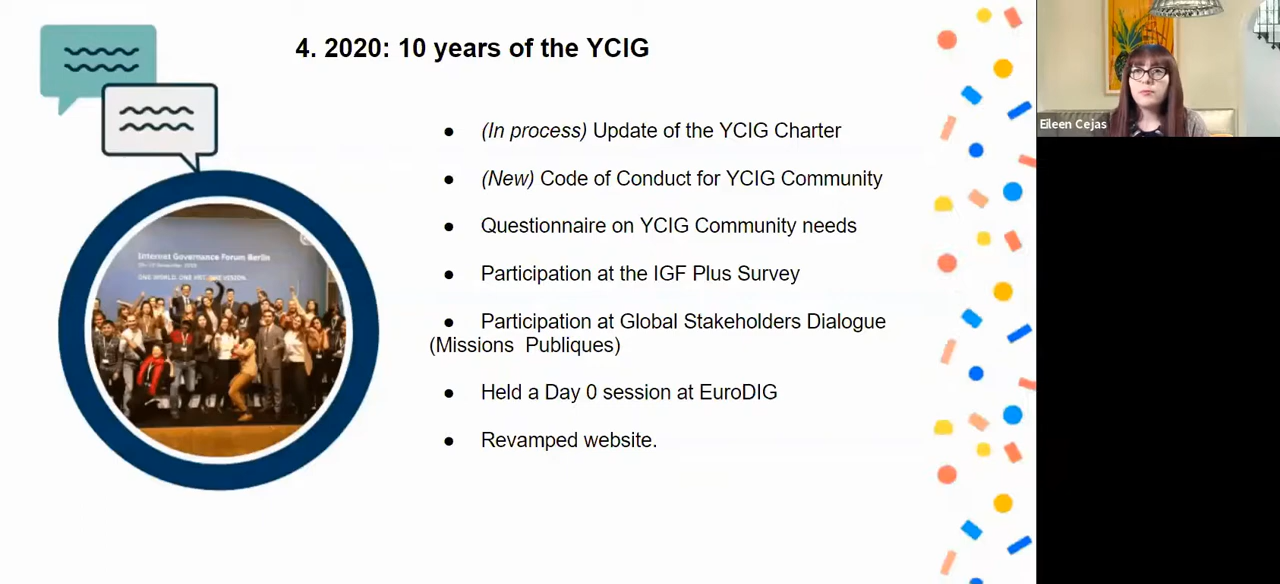 4. 2020: 10 years of the YCIG
● (In process) Update of the YCIG Charter
● (New) Code of Conduct for YCIG Community
● Questionnaire on YCIG Community needs
● Participation at the IGF Plus Survey
● Participation at Global Stakeholders Dialogue
(Missions Publiques)
● Held a Day 0 session at EuroDIG
● Revamped website.
Internet Governance Forum Berlin
ONE WORLD. ONE NET. ONE VISION.
Eileen Cejas